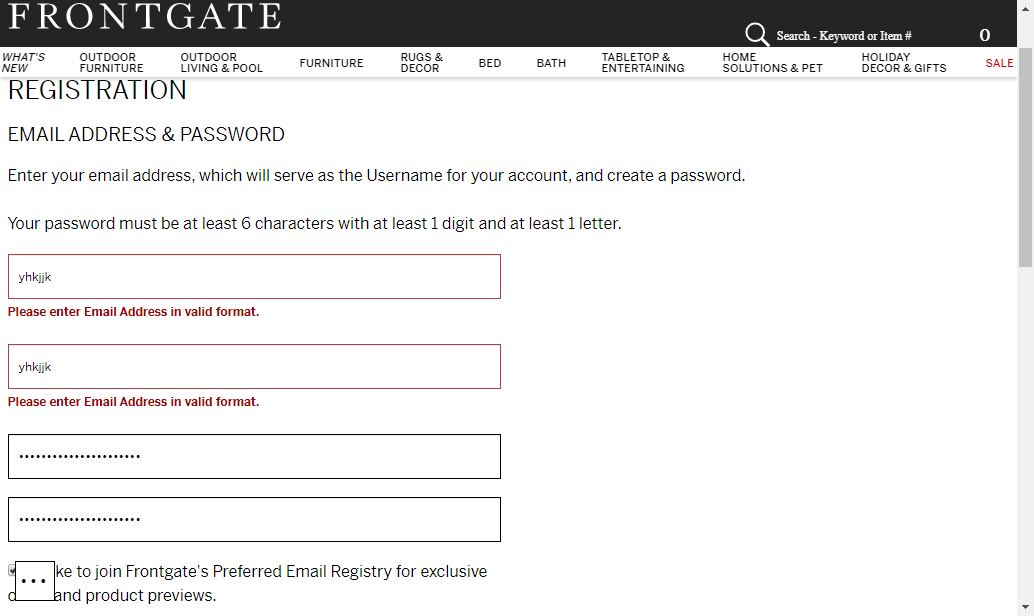 FRONTGATE
Search - Keyword or Item #
0
WHAT'S
NEW
OUTDOOR
FURNITURE
OUTDOOR
LIVING & POOL
FURNITURE
RUGS &
DECOR
BED
BATH
TABLETOP &
ENTERTAINING
HOME
SOLUTIONS & PET
HOLIDAY
DECOR & GIFTS
SALE
REGISTRATION
EMAIL ADDRESS & PASSWORD
Enter your email address, which will serve as the Username for your account, and create a password.
Your password must be at least 6 characters with at least 1 digit and at least 1 letter.
yhkjjk
Please enter Email Address in valid format.
yhkjjk
Please enter Email Address in valid format.
to join Frontgate's Preferred Email Registry for exclusive
and product previews.